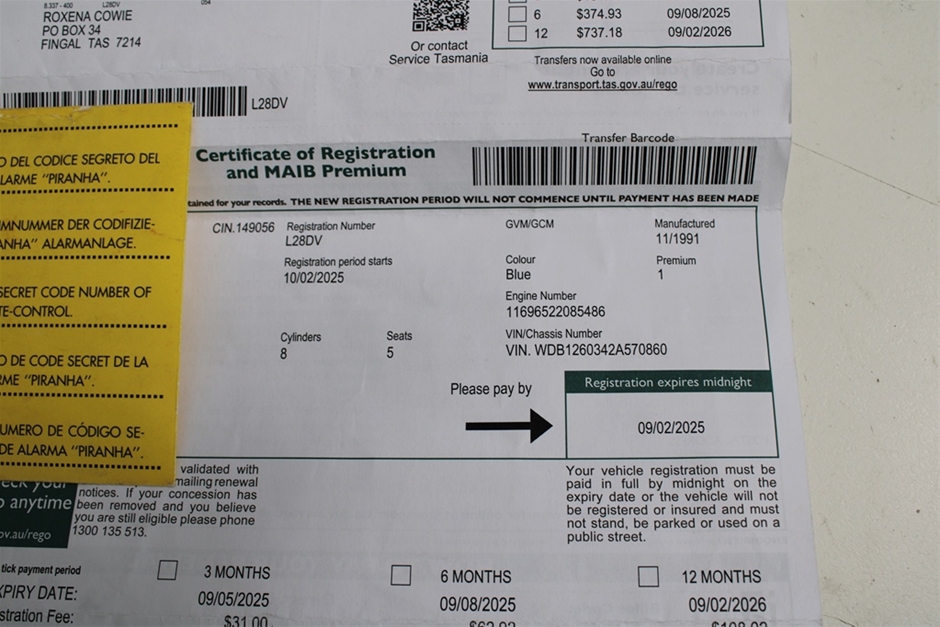 8.337 - 400 L28DV 054
ROXENA COWIE
PO BOX 34
FINGAL TAS 7214
Or contact
Service Tasmania
6 $374.93 09/08/2025
12 $737.18 09/02/2026
Transfers now available online
Go to
www.transport.tas.gov.au/rego
L28DV
Transfer Barcode
Certificate of Registration
and MAIB Premium
tained for your records. THE NEW REGISTRATION PERIOD WILL NOT COMMENCE UNTIL PAYMENT HAS BEEN MADE
CIN.149056
Registration Number
L28DV
GVM/GCM
Manufactured
11/1991
Registration period starts
10/02/2025
Colour
Blue
Premium
1
Engine Number
11696522085486
Cylinders
8
Seats
5
VIN/Chassis Number
VIN. WDB1260342A570860
Please pay by
Registration expires midnight
09/02/2025
Your vehicle registration must be
paid in full by midnight on the
expiry date or the vehicle will not
be registered or insured and must
not stand, be parked or used on a
public street.
O DEL CODICE SEGRETO DEL
LARME “PIRANHA”.
IMNUMMER DER CODIFIZIE-
ANHA” ALARMANLAGE.
SECRET CODE NUMBER OF
TE-CONTROL.
O DE CODE SECRET DE LA
RME “PIRANHA”.
UMERO DE CÓDIGO SE-
DE ALARMA “PIRANHA”.
validated with
mailing renewal
notices. If your concession has
been removed and you believe
you are still eligible please phone
1300 135 513.
eck your
o anytime
ov.au/rego
tick payment period
3 MONTHS
6 MONTHS
12 MONTHS
XPIRY DATE:
09/05/2025
09/08/2025
09/02/2026
stration Fee:
$31.00